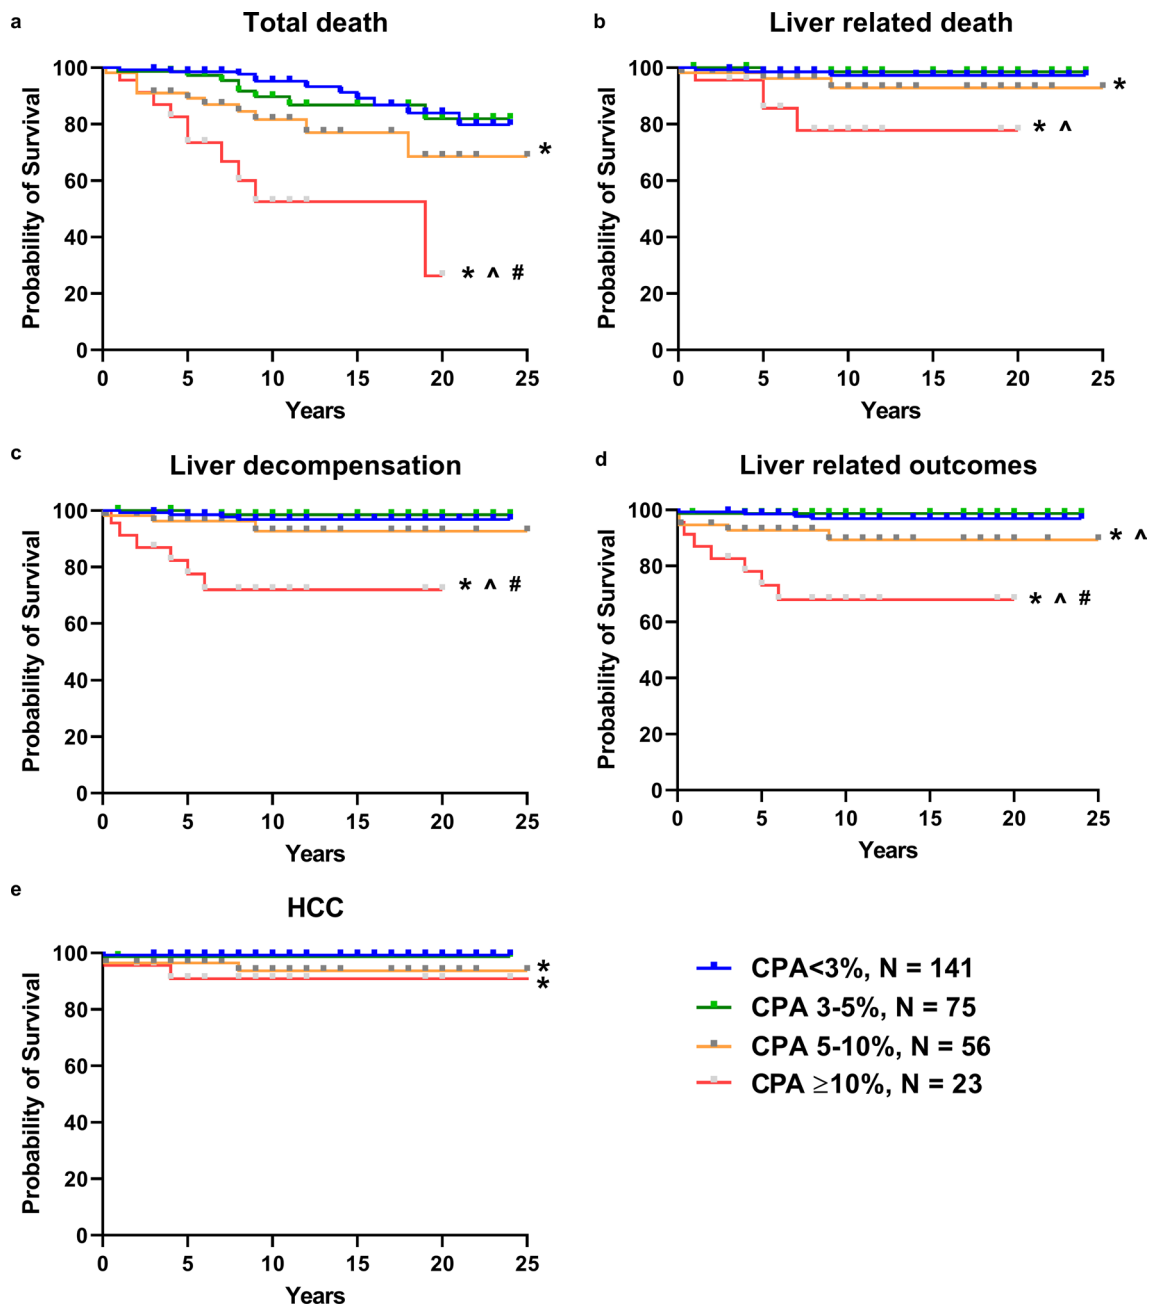 a
Total death
Probability of Survival
100
80
60
40
20
0
*
* ^ #
0 5 10 15 20 25
Years
b
Liver related death
Probability of Survival
100
80
60
40
20
0
*
* ^
0 5 10 15 20 25
Years
c
Liver decompensation
Probability of Survival
100
80
60
40
20
0
* ^ #
0 5 10 15 20 25
Years
d
Liver related outcomes
Probability of Survival
100
80
60
40
20
0
* ^
* ^ #
0 5 10 15 20 25
Years
e
HCC
Probability of Survival
100
80
60
40
20
0
*
*
0 5 10 15 20 25
Years
CPA<3%, N = 141
CPA 3-5%, N = 75
CPA 5-10%, N = 56
CPA ≥10%, N = 23